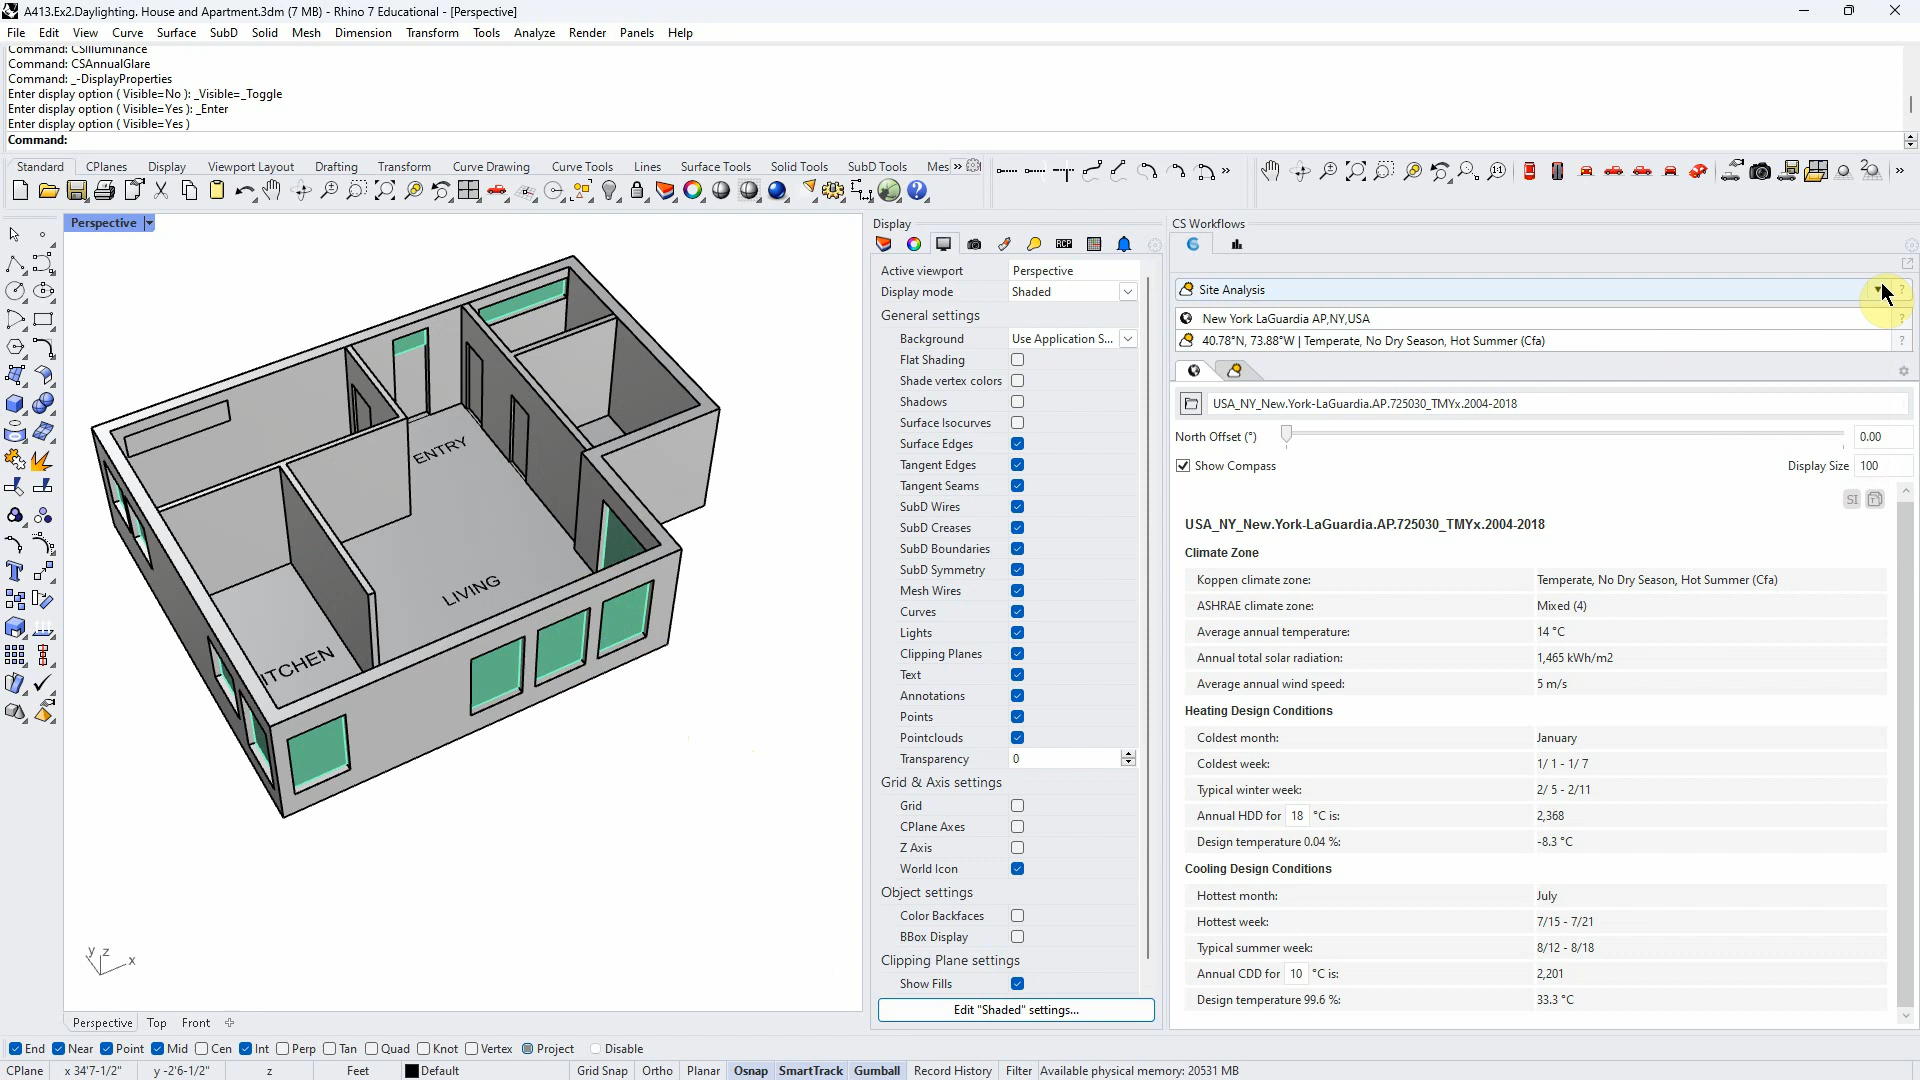 A413.Ex2.Daylighting. House and Apartment.3dm (7 MB) - Rhino 7 Educational - [Perspective]
File Edit View Curve Surface SubD Solid Mesh Dimension Transform Tools Analyze Render Panels Help
Command: CSIlluminance
Command: CSAnnualGlare
Command: _-DisplayProperties
Enter display option ( Visible=No ): _Visible=_Toggle
Enter display option ( Visible=Yes ): _Enter
Enter display option ( Visible=Yes )
Command:
Standard CPlanes Display Viewport Layout Drafting Transform Curve Drawing Curve Tools Lines Surface Tools Solid Tools SubD Tools Mes »
Perspective
ENTRY
LIVING
ITCHEN
y z x
Perspective Top Front
Display
Active viewport Perspective
Display mode Shaded
General settings
Background Use Application S...
Flat Shading
Shade vertex colors
Shadows
Surface Isocurves
Surface Edges
Tangent Edges
Tangent Seams
SubD Wires
SubD Creases
SubD Boundaries
SubD Symmetry
Mesh Wires
Curves
Lights
Clipping Planes
Text
Annotations
Points
Pointclouds
Transparency 0
Grid & Axis settings
Grid
CPlane Axes
Z Axis
World Icon
Object settings
Color Backfaces
BBox Display
Clipping Plane settings
Show Fills
Edit "Shaded" settings...
CS Workflows
Site Analysis
New York LaGuardia AP,NY,USA ?
40.78°N, 73.88°W | Temperate, No Dry Season, Hot Summer (Cfa) ?
USA_NY_New.York-LaGuardia.AP.725030_TMYx.2004-2018
North Offset (°) 0.00
Show Compass Display Size 100
SI
USA_NY_New.York-LaGuardia.AP.725030_TMYx.2004-2018
Climate Zone
Koppen climate zone: Temperate, No Dry Season, Hot Summer (Cfa)
ASHRAE climate zone: Mixed (4)
Average annual temperature: 14 °C
Annual total solar radiation: 1,465 kWh/m2
Average annual wind speed: 5 m/s
Heating Design Conditions
Coldest month: January
Coldest week: 1/ 1 - 1/ 7
Typical winter week: 2/ 5 - 2/11
Annual HDD for 18 °C is: 2,368
Design temperature 0.04 %: -8.3 °C
Cooling Design Conditions
Hottest month: July
Hottest week: 7/15 - 7/21
Typical summer week: 8/12 - 8/18
Annual CDD for 10 °C is: 2,201
Design temperature 99.6 %: 33.3 °C
End Near Point Mid Cen Int Perp Tan Quad Knot Vertex Project Disable
CPlane x 34'7-1/2" y -2'6-1/2" z Feet Default Grid Snap Ortho Planar Osnap SmartTrack Gumball Record History Filter Available physical memory: 20531 MB